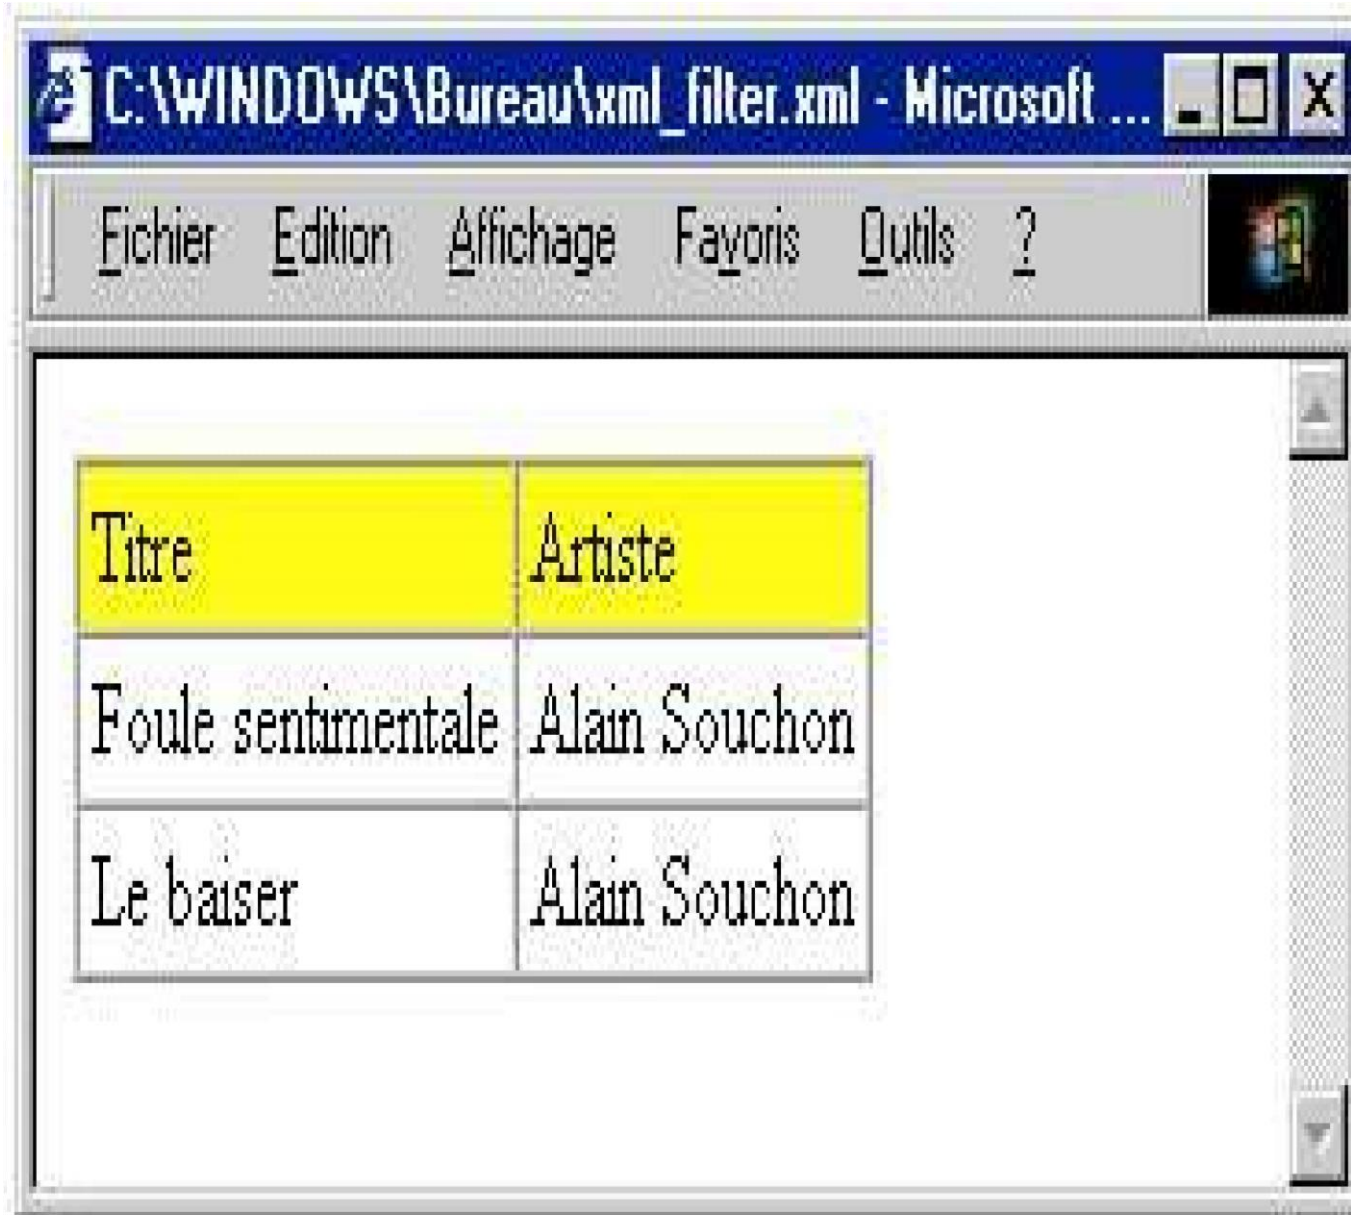 C:\WINDOWS\Bureau\xml_filter.xml - Microsoft ...
Fichier Edition Affichage Favoris Outils ?
Titre Artiste
Foule sentimentale Alain Souchon
Le baiser Alain Souchon